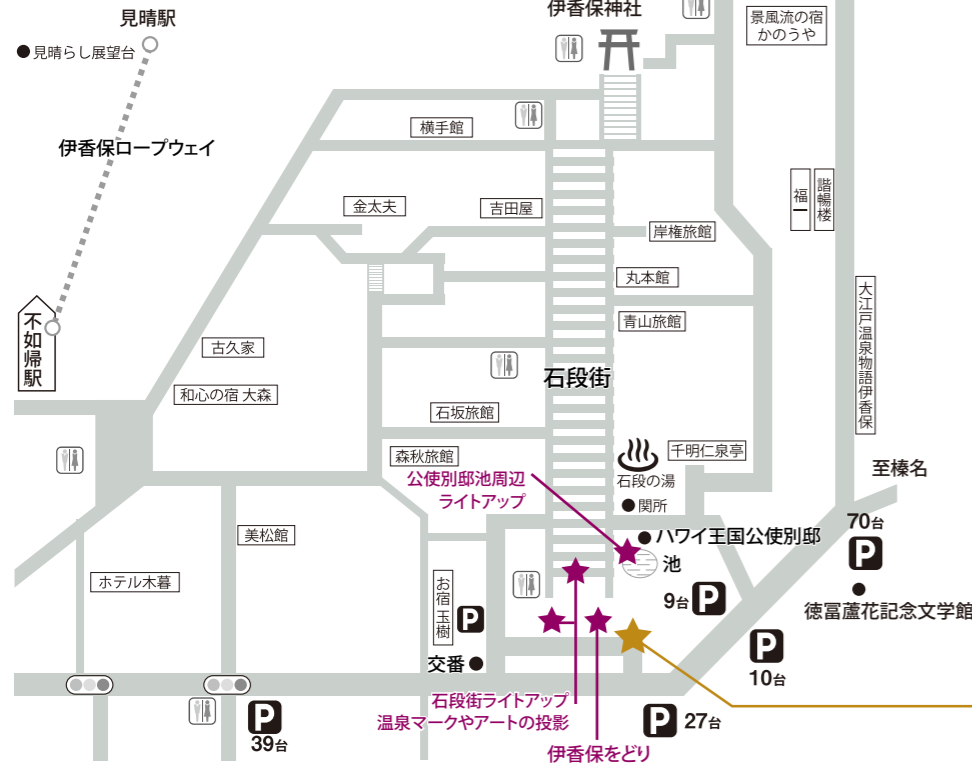 伊香保神社
見晴駅
見晴らし展望台
景風流の宿
かのうや
横手館
伊香保ロープウェイ
金太夫
吉田屋
福一
諧暢楼
岸権旅館
丸本館
青山旅館
大江戸温泉物語伊香保
不如帰駅
古久家
石段街
和心の宿 大森
石坂旅館
森秋旅館
千明仁泉亭
至榛名
公使別邸池周辺
ライトアップ
石段の湯
関所
70台
P
美松館
ハワイ王国公使別邸
池
ホテル木暮
お宿 玉樹
P
9台 P
徳冨蘆花記念文学館
交番
P
10台
石段街ライトアップ
温泉マークやアートの投影
P
39台
P 27台
伊香保をどり